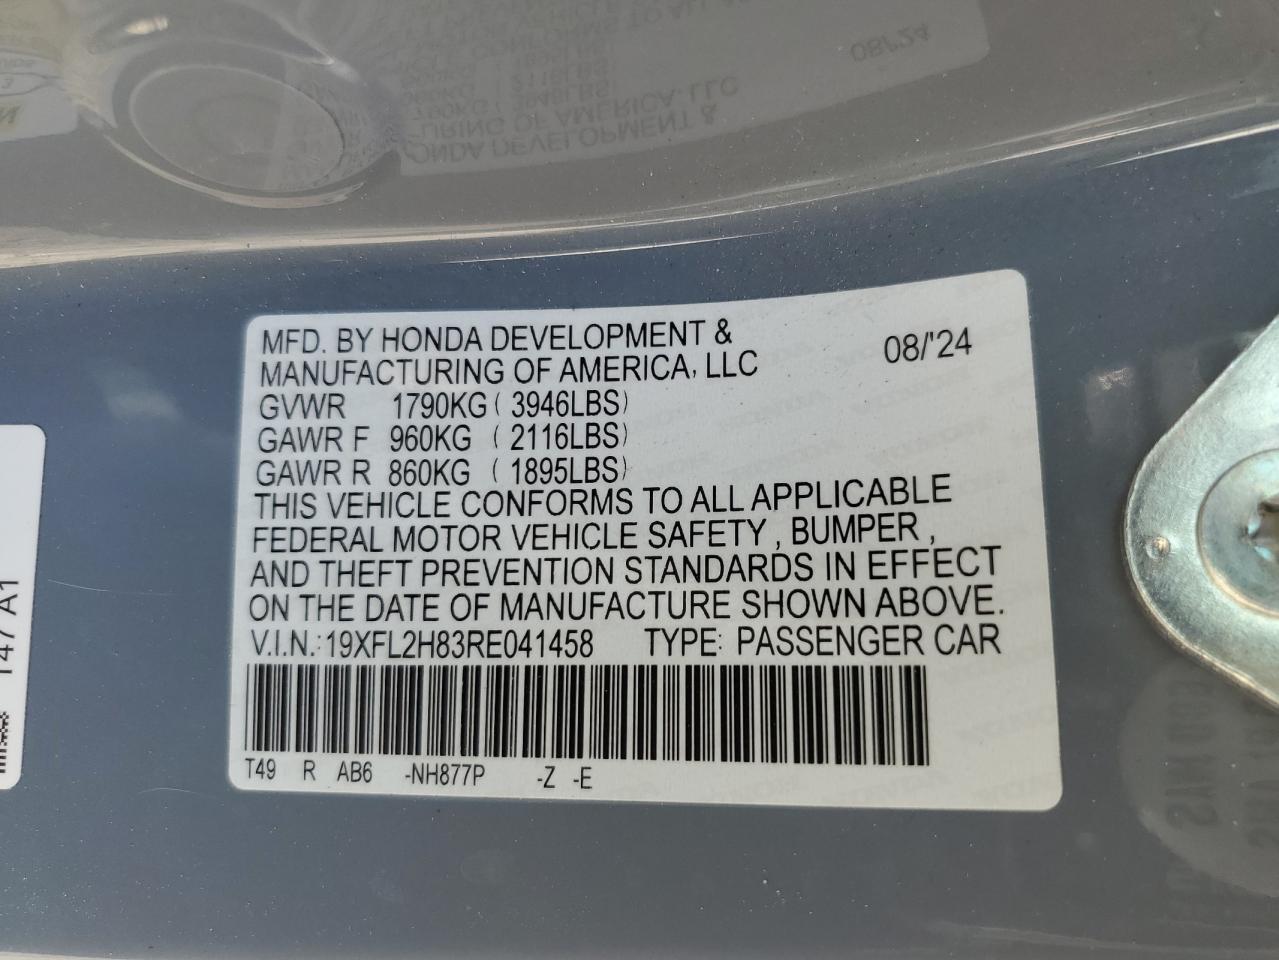 MFD. BY HONDA DEVELOPMENT & 08/'24
MANUFACTURING OF AMERICA, LLC
GVWR 1790KG ( 3946LBS)
GAWR F 960KG ( 2116LBS)
GAWR R 860KG ( 1895LBS)
THIS VEHICLE CONFORMS TO ALL APPLICABLE
FEDERAL MOTOR VEHICLE SAFETY , BUMPER ,
AND THEFT PREVENTION STANDARDS IN EFFECT
ON THE DATE OF MANUFACTURE SHOWN ABOVE.
V.I.N.: 19XFL2H83RE041458 TYPE: PASSENGER CAR
T49 R AB6 -NH877P -Z -E
147 A1